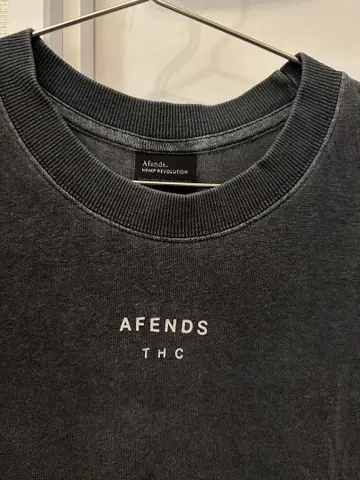 Afends.
HEMP REVOLUTION
AFENDS
THC